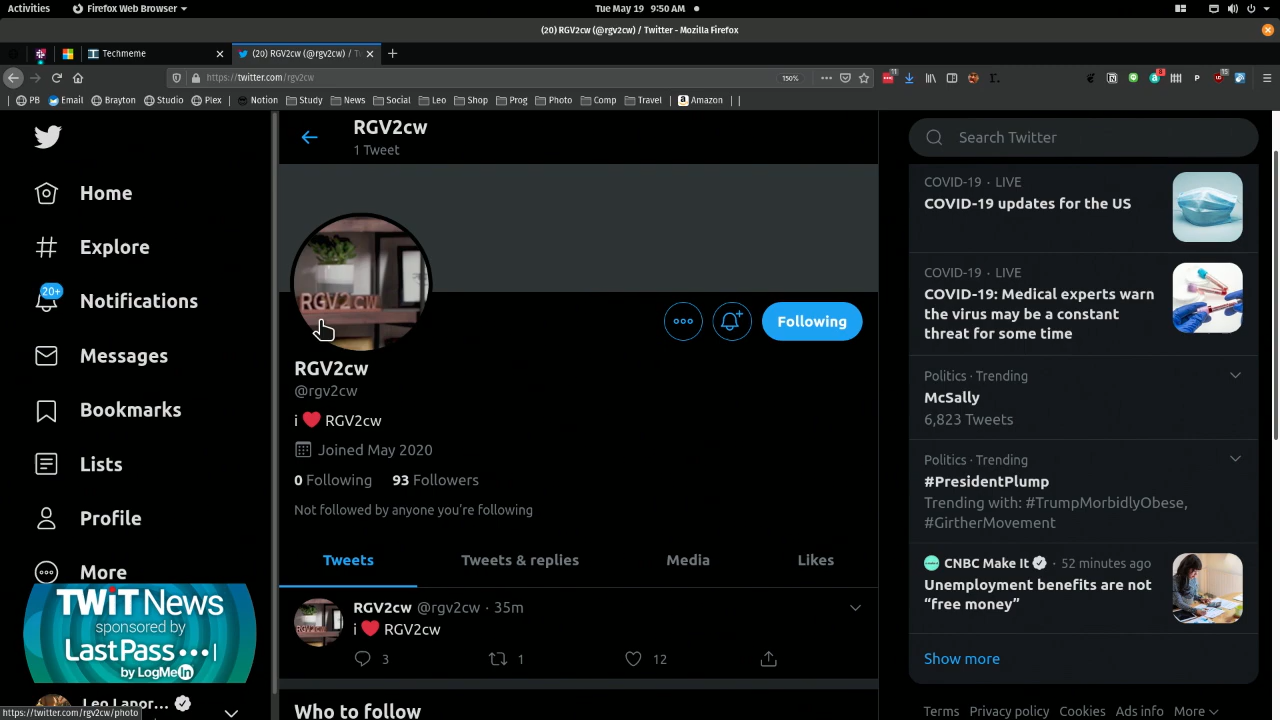 Activities
Firefox Web Browser
Tue May 19 9:50 AM
(20) RGV2cw (@rgv2cw) / Twitter - Mozilla Firefox
Techmeme
(20) RGV2cw (@rgv2cw) / Tw
https://twitter.com/rgv2cw
150%
PB
Email
Brayton
Studio
Plex
Notion
Study
News
Social
Leo
Shop
Prog
Photo
Comp
Travel
Amazon
Home
Explore
20+
Notifications
Messages
Bookmarks
Lists
Profile
More
TWiT News
sponsored by
LastPass
by LogMeIn
Leo Lapor...
https://twitter.com/rgv2cw/photo
RGV2cw
1 Tweet
RGV2cw
Following
RGV2cw
@rgv2cw
i ❤️ RGV2cw
Joined May 2020
0 Following 93 Followers
Not followed by anyone you’re following
Tweets
Tweets & replies
Media
Likes
RGV2cw @rgv2cw · 35m
i ❤️ RGV2cw
3
1
12
Who to follow
Search Twitter
COVID-19 · LIVE
COVID-19 updates for the US
COVID-19 · LIVE
COVID-19: Medical experts warn
the virus may be a constant
threat for some time
Politics · Trending
McSally
6,823 Tweets
Politics · Trending
#PresidentPlump
Trending with: #TrumpMorbidlyObese,
#GirtherMovement
CNBC Make It · 52 minutes ago
Unemployment benefits are not
“free money”
Show more
Terms Privacy policy Cookies Ads info More